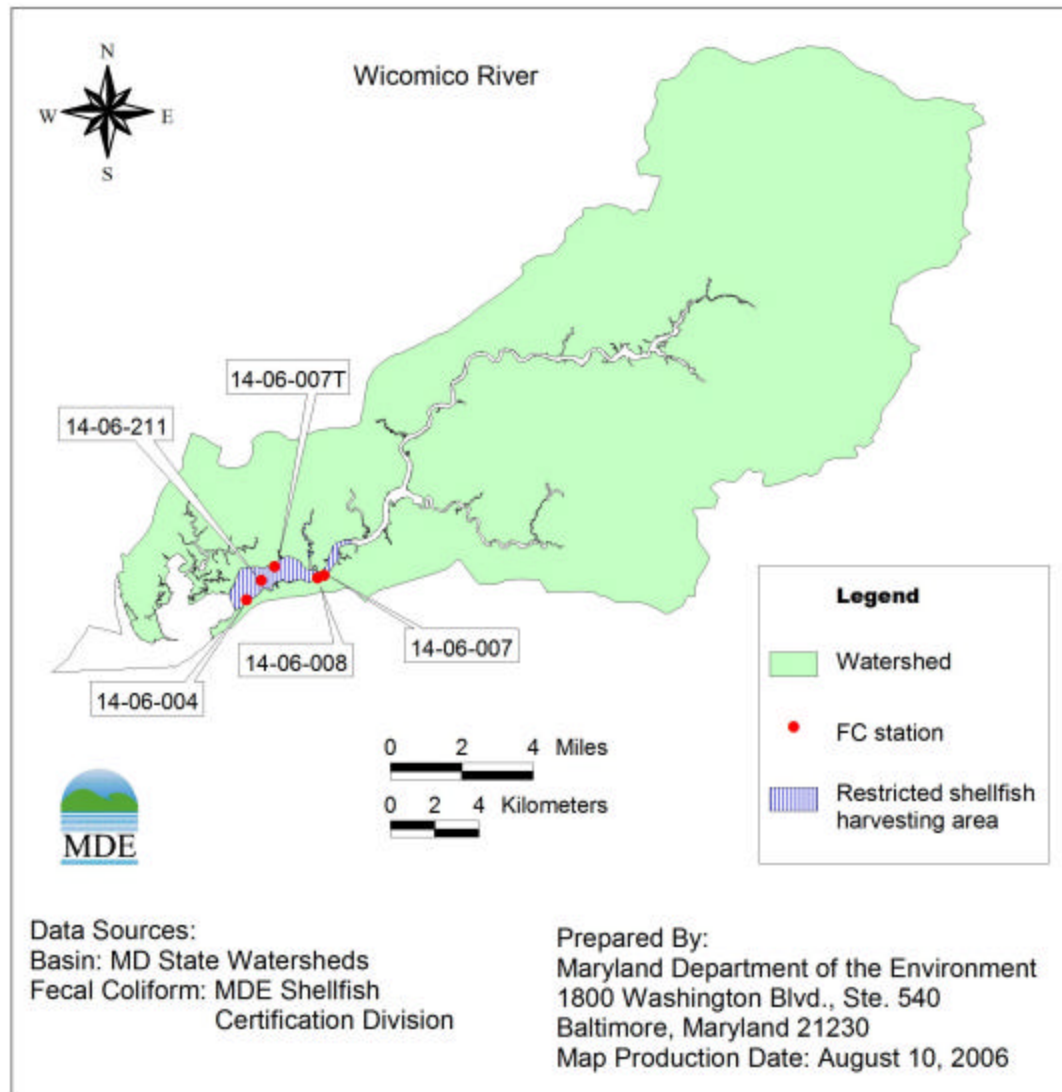 Wicomico River
N
W
E
S
14-06-007T
14-06-211
14-06-008
14-06-007
14-06-004
Legend
Watershed
FC station
Restricted shellfish
harvesting area
0 2 4 Miles
0 2 4 Kilometers
MDE
Data Sources:
Basin: MD State Watersheds
Fecal Coliform: MDE Shellfish
Certification Division
Prepared By:
Maryland Department of the Environment
1800 Washington Blvd., Ste. 540
Baltimore, Maryland 21230
Map Production Date: August 10, 2006